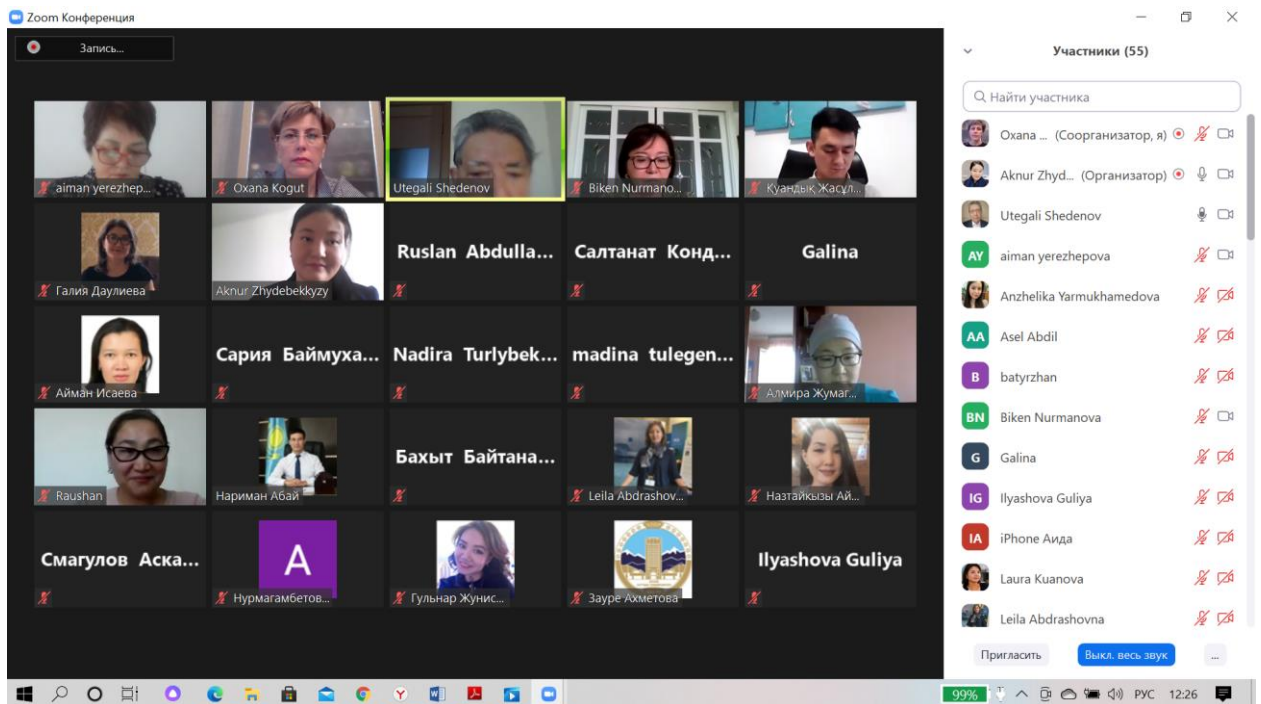 Zoom Конференция
Запись...
aiman yerezhep...
Oxana Kogut
Utegali Shedenov
Biken Nurmano...
Қуандық Жасұл...
Галия Даулиева
Aknur Zhydebekkyzy
Ruslan Abdulla...
Салтанат Конд...
Galina
Айман Исаева
Сария Баймуха...
Nadira Turlybek...
madina tulegen...
Алмира Жумаг...
Raushan
Нариман Абай
Бахыт Байтана...
Leila Abdrashov...
Назтайкызы Ай...
Смагулов Аска...
А
Нурмагамбетов...
Гульнар Жунис...
Зауре Ахметова
Ilyashova Guliya
Участники (55)
Найти участника
Oxana ... (Соорганизатор, я)
Aknur Zhyd... (Организатор)
Utegali Shedenov
AY aiman yerezhepova
Anzhelika Yarmukhamedova
AA Asel Abdil
B batyrzhan
BN Biken Nurmanova
G Galina
IG Ilyashova Guliya
IA iPhone Аида
Laura Kuanova
Leila Abdrashovna
Пригласить
Выкл. весь звук
...
99% РУС 12:26